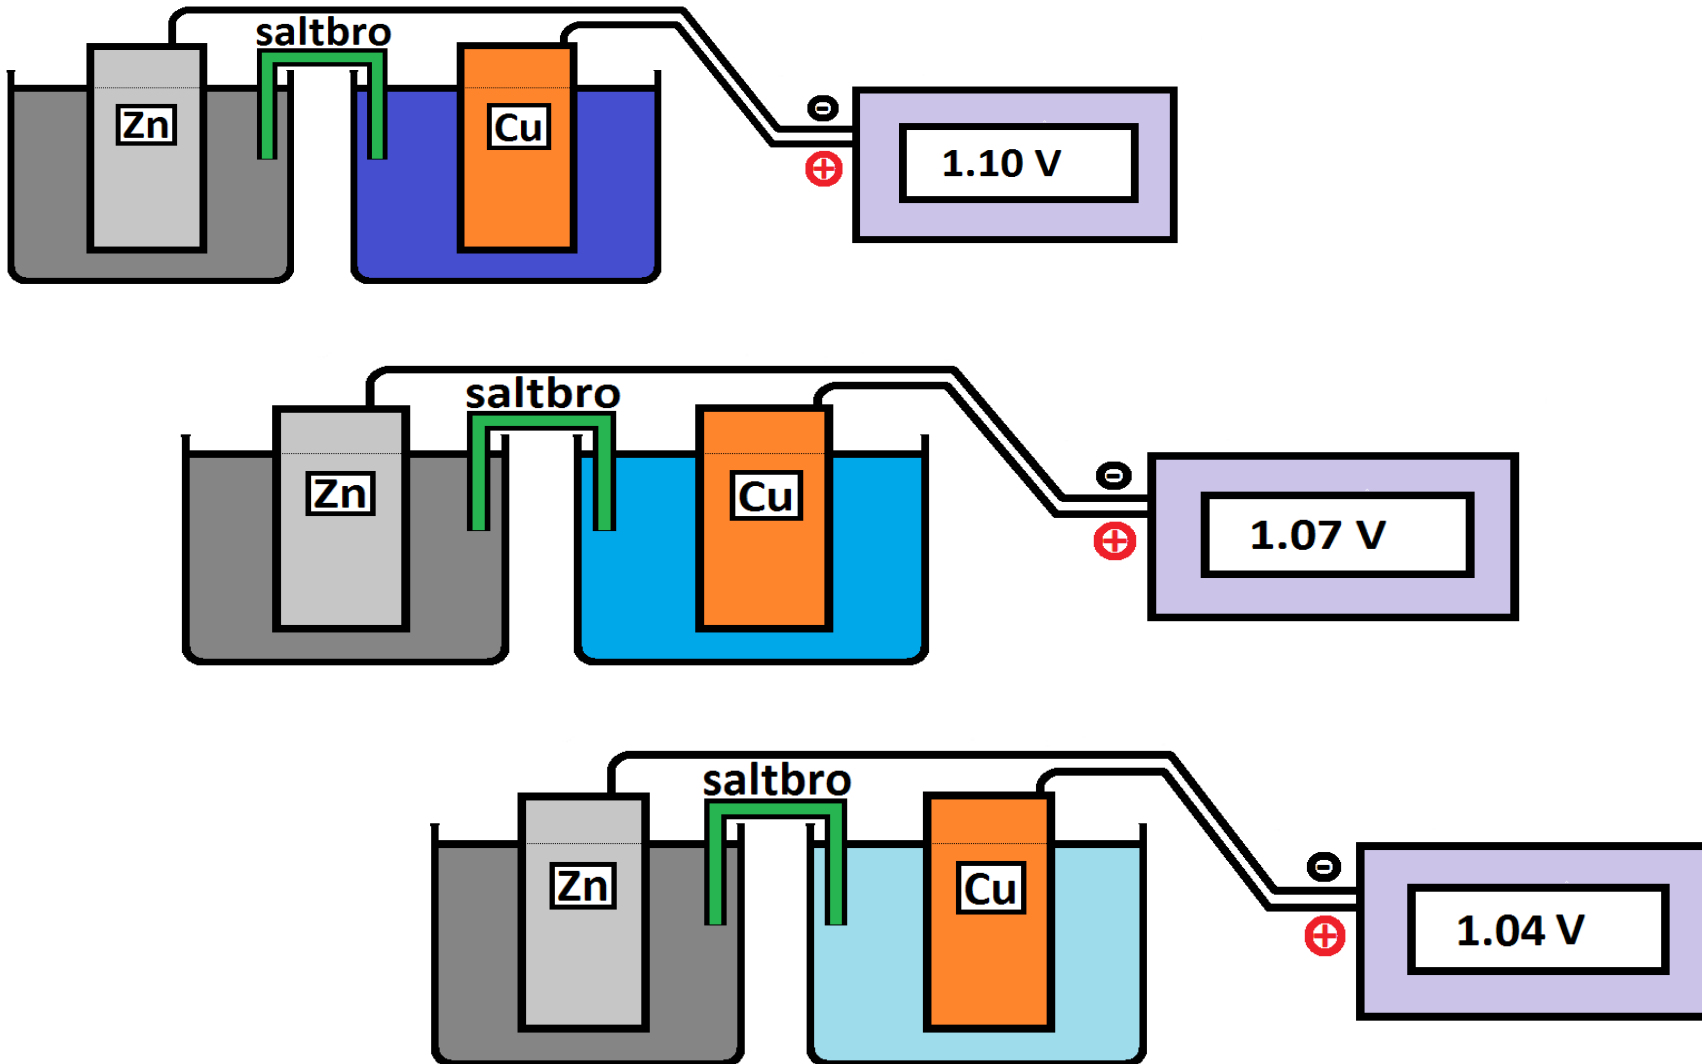 saltbro
Zn
Cu
-
+
1.10 V
saltbro
Zn
Cu
-
+
1.07 V
saltbro
Zn
Cu
-
+
1.04 V